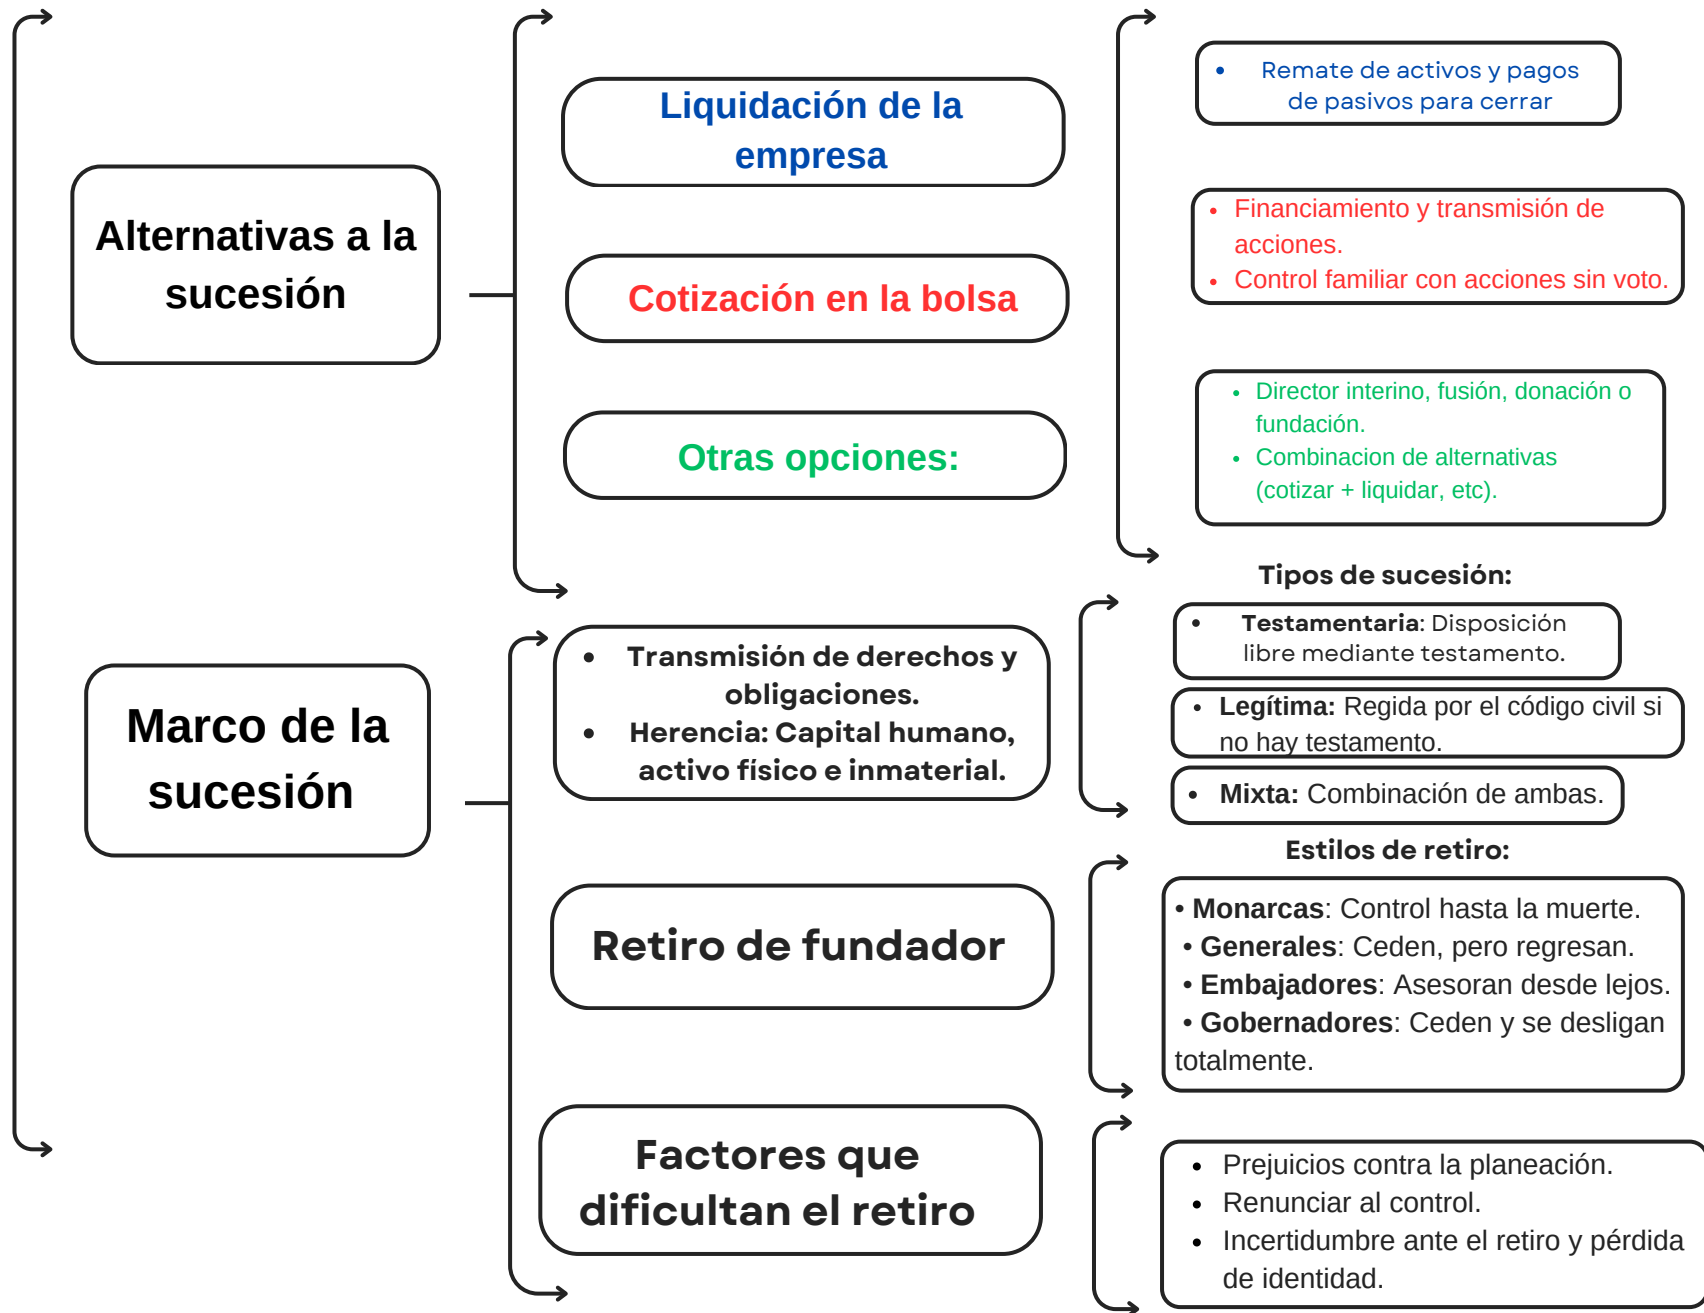 Alternativas a la
sucesión
Liquidación de la
empresa
• Remate de activos y pagos
de pasivos para cerrar
Cotización en la bolsa
• Financiamiento y transmisión de
acciones.
• Control familiar con acciones sin voto.
Otras opciones:
• Director interino, fusión, donación o
fundación.
• Combinacion de alternativas
(cotizar + liquidar, etc).
Marco de la
sucesión
• Transmisión de derechos y
obligaciones.
• Herencia: Capital humano,
activo físico e inmaterial.
Tipos de sucesión:
• Testamentaria: Disposición
libre mediante testamento.
• Legítima: Regida por el código civil si
no hay testamento.
• Mixta: Combinación de ambas.
Retiro de fundador
Estilos de retiro:
• Monarcas: Control hasta la muerte.
• Generales: Ceden, pero regresan.
• Embajadores: Asesoran desde lejos.
• Gobernadores: Ceden y se desligan
totalmente.
Factores que
dificultan el retiro
• Prejuicios contra la planeación.
• Renunciar al control.
• Incertidumbre ante el retiro y pérdida
de identidad.